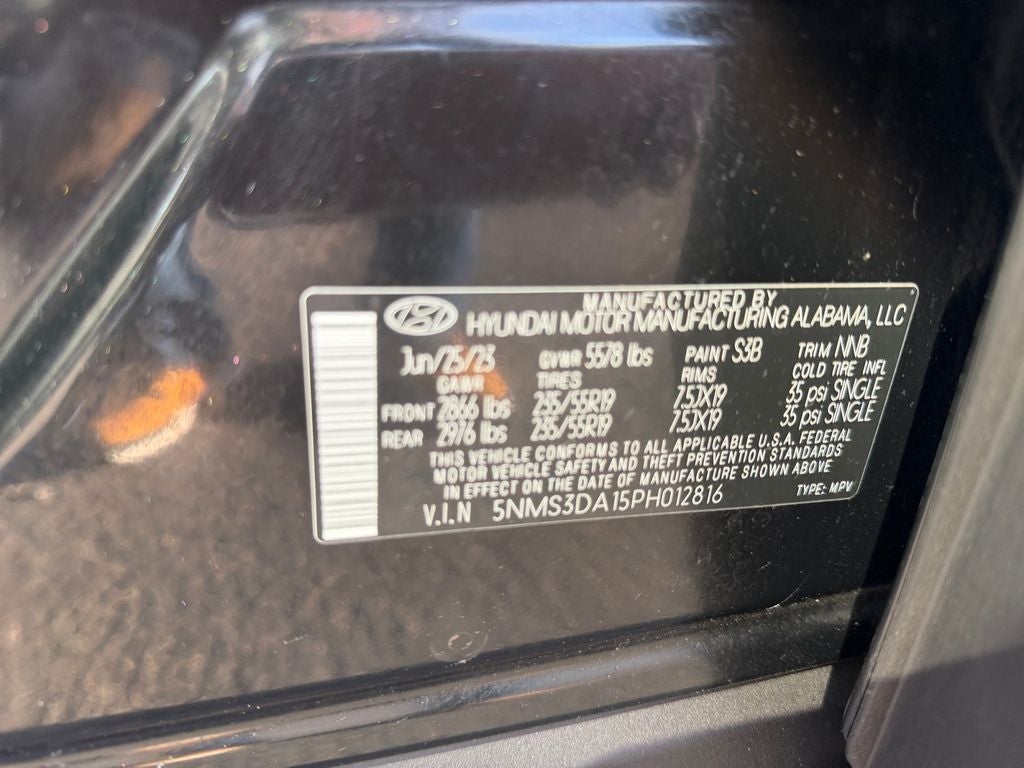 MANUFACTURED BY
HYUNDAI MOTOR MANUFACTURING ALABAMA, LLC
Jun/25/23 GVWR 5578 lbs PAINT S3B TRIM NNB
GAWR TIRES RIMS COLD TIRE INFL
FRONT 2866 lbs 235/55R19 7.5JX19 35 psi SINGLE
REAR 2976 lbs 235/55R19 7.5JX19 35 psi SINGLE
THIS VEHICLE CONFORMS TO ALL APPLICABLE U.S.A. FEDERAL
MOTOR VEHICLE SAFETY AND THEFT PREVENTION STANDARDS
IN EFFECT ON THE DATE OF MANUFACTURE SHOWN ABOVE
V.I.N 5NMS3DA15PH012816 TYPE: MPV